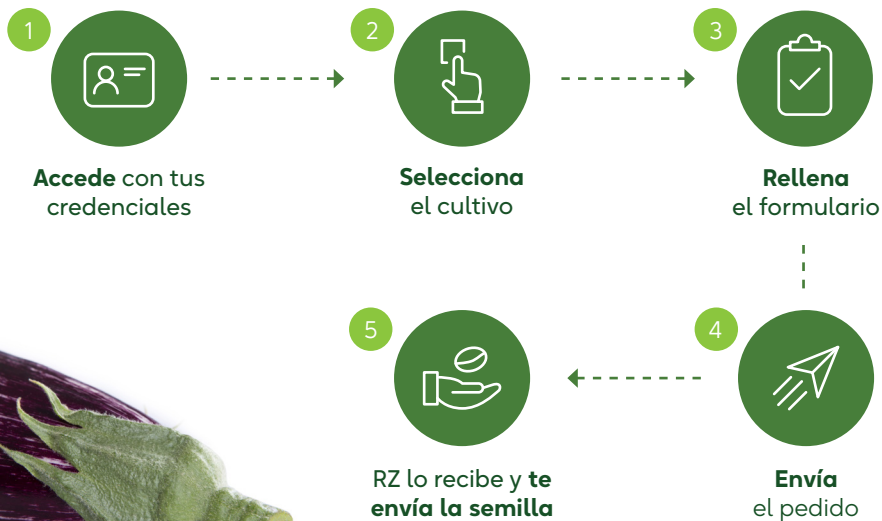 1
Accede con tus
credenciales
2
Selecciona
el cultivo
3
Rellena
el formulario
4
Envía
el pedido
5
RZ lo recibe y te
envía la semilla